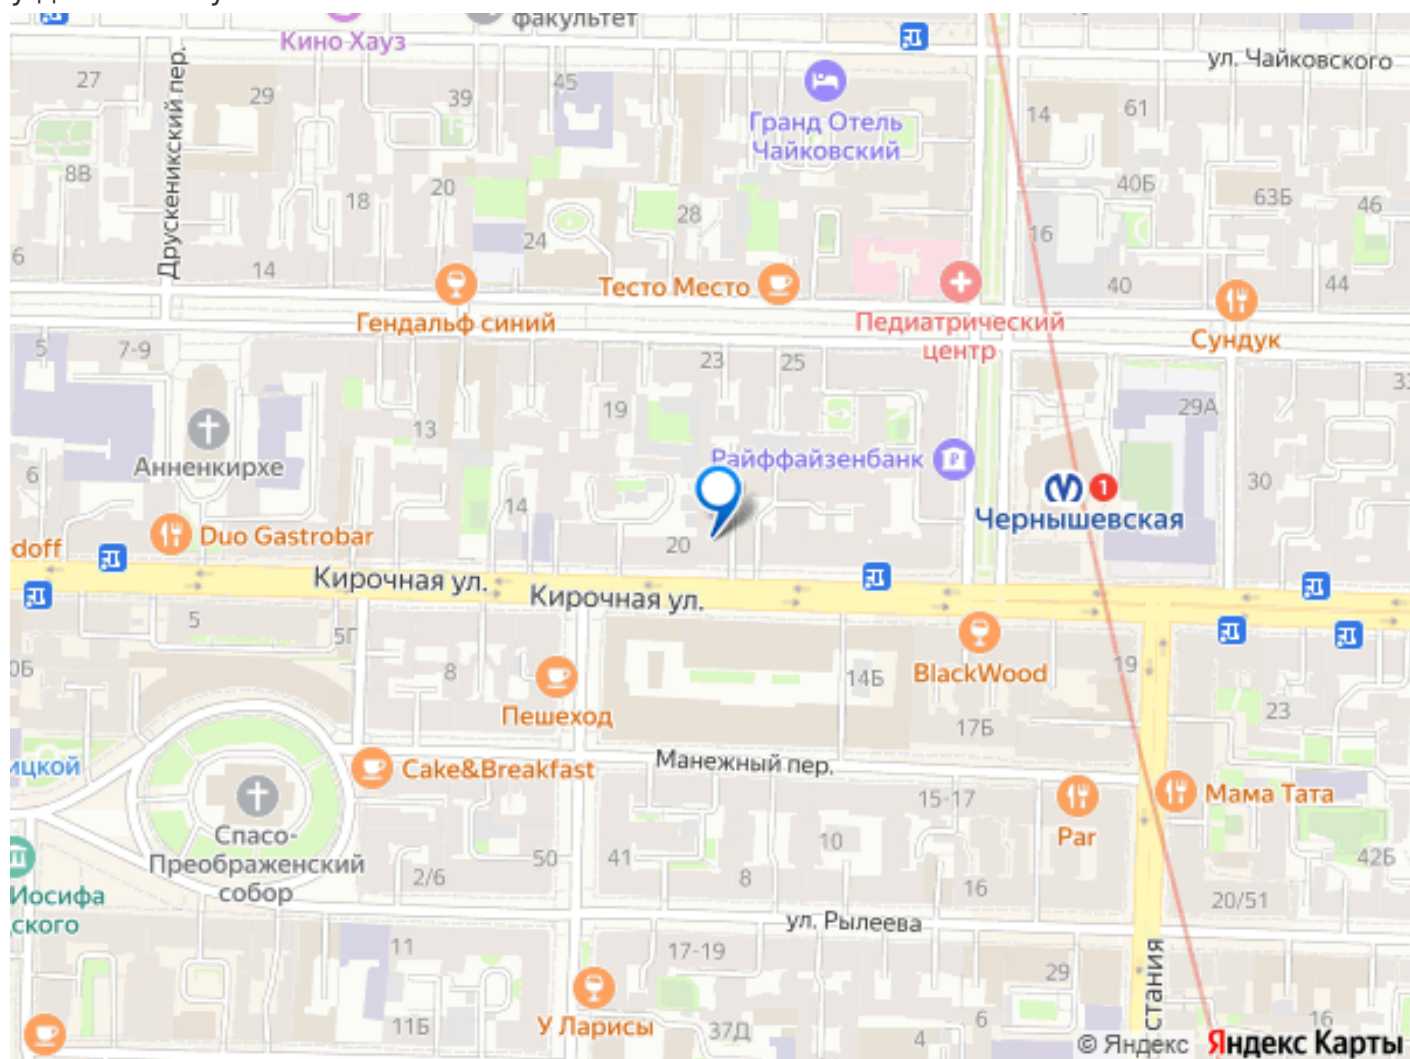 факультет
Кино Хауз
ул. Чайковского
27
29
39
45
Гранд Отель
Чайковский
14
61
Друскеникский пер.
8В
18
20
28
40Б
63Б
46
6
14
24
16
Тесто Место
40
44
Гендальф синий
Педиатрический
центр
Сундук
5
7-9
23
25
19
13
29А
Анненкирхе
Райффайзенбанк
6
14
30
1
Чернышевская
doff
Duo Gastrobar
20
Кирочная ул.
Кирочная ул.
5
5Г
8
14Б
BlackWood
19
Пешеход
17Б
23
ицкой
Cake&Breakfast
Манежный пер.
Мама Тата
15-17
Par
Спасо-
Преображенский
собор
50
41
10
42Б
2/6
8
16
20/51
Иосифа
ского
ул. Рылеева
11
17-19
29
стания
11Б
У Ларисы
37Д
4
6
16
© Яндекс Яндекс Карты